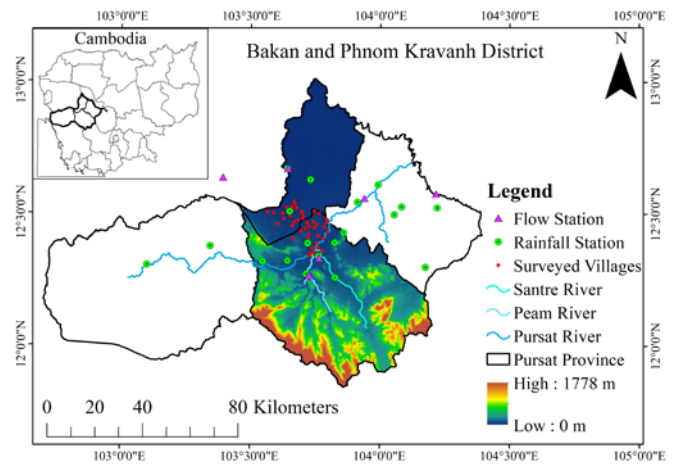 103°0'0"E 103°30'0"E 104°0'0"E 104°30'0"E 105°0'0"E
Cambodia
Bakan and Phnom Kravanh District
N
13°0'0"N
13°0'0"N
12°30'0"N
12°30'0"N
12°0'0"N
12°0'0"N
Legend
Flow Station
Rainfall Station
Surveyed Villages
Santre River
Peam River
Pursat River
Pursat Province
High : 1778 m
Low : 0 m
0 20 40 80 Kilometers
103°0'0"E 103°30'0"E 104°0'0"E 104°30'0"E 105°0'0"E